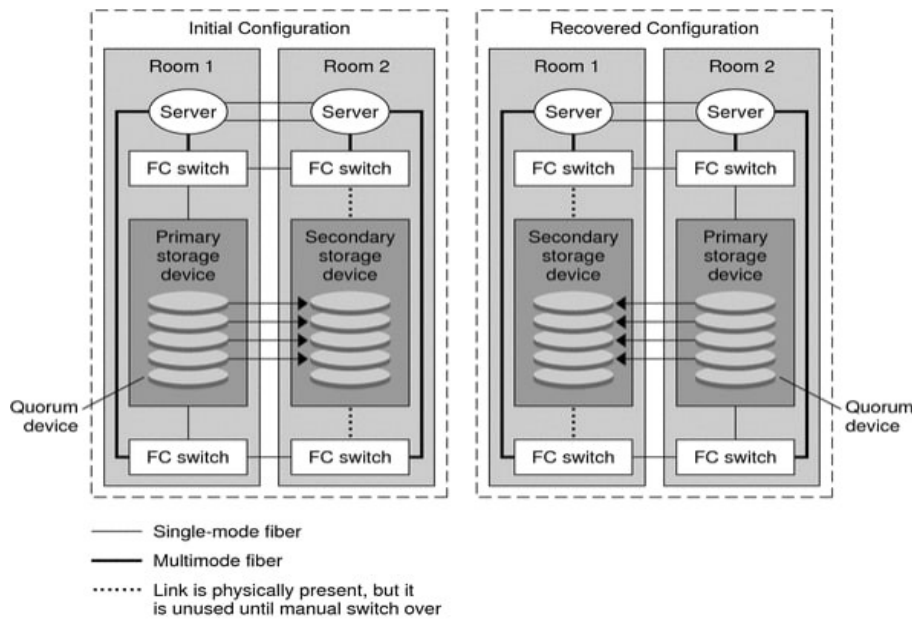 Initial Configuration
Room 1
Room 2
Server
Server
FC switch
FC switch
Primary
storage
device
Secondary
storage
device
Quorum
device
FC switch
FC switch
Recovered Configuration
Room 1
Room 2
Server
Server
FC switch
FC switch
Secondary
storage
device
Primary
storage
device
Quorum
device
FC switch
FC switch
Single-mode fiber
Multimode fiber
Link is physically present, but it
is unused until manual switch over